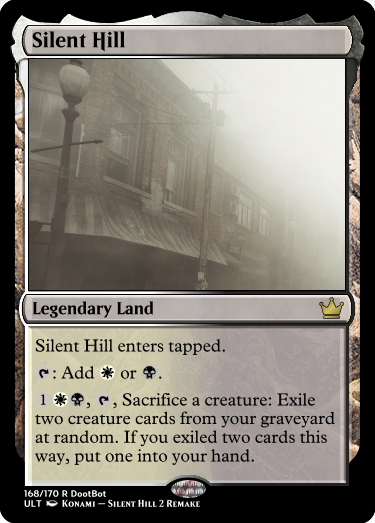 Silent Hill
Legendary Land
Silent Hill enters tapped.
: Add or .
1 , , Sacrifice a creature: Exile
two creature cards from your graveyard
at random. If you exiled two cards this
way, put one into your hand.
168/170 R DootBot
ULT Konami – Silent Hill 2 Remake